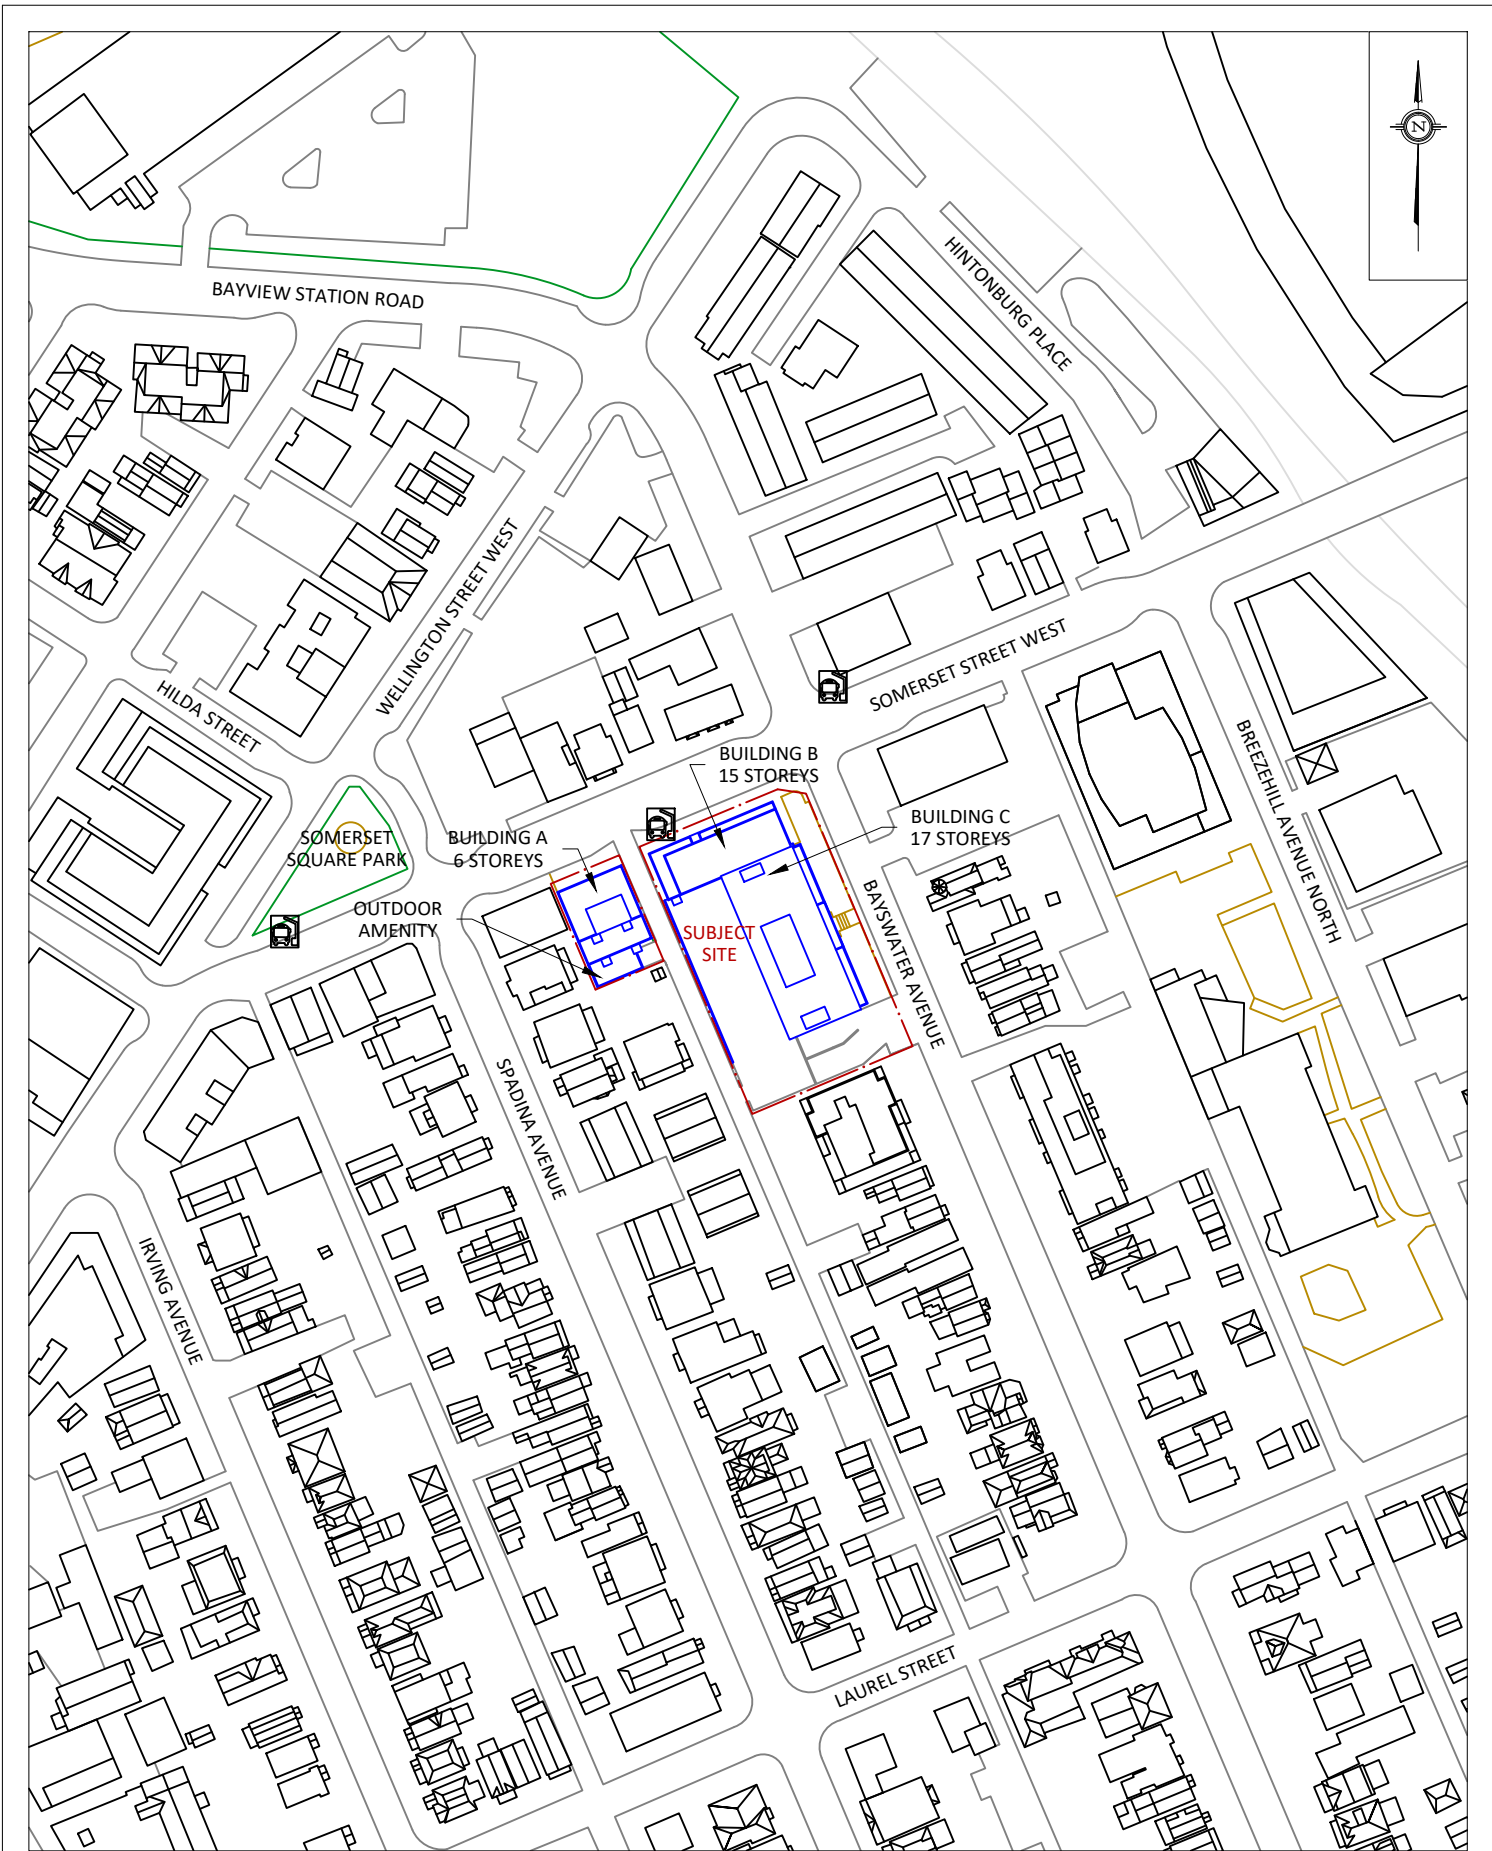 N
BAYVIEW STATION ROAD
HINTONBURG PLACE
WELLINGTON STREET WEST
SOMERSET STREET WEST
HILDA STREET
BREEZEHILL AVENUE NORTH
BUILDING B
15 STOREYS
BUILDING C
17 STOREYS
SOMERSET
SQUARE PARK
BUILDING A
6 STOREYS
OUTDOOR
AMENITY
SUBJECT
SITE
BAYSWATER AVENUE
SPADINA AVENUE
IRVING AVENUE
LAUREL STREET